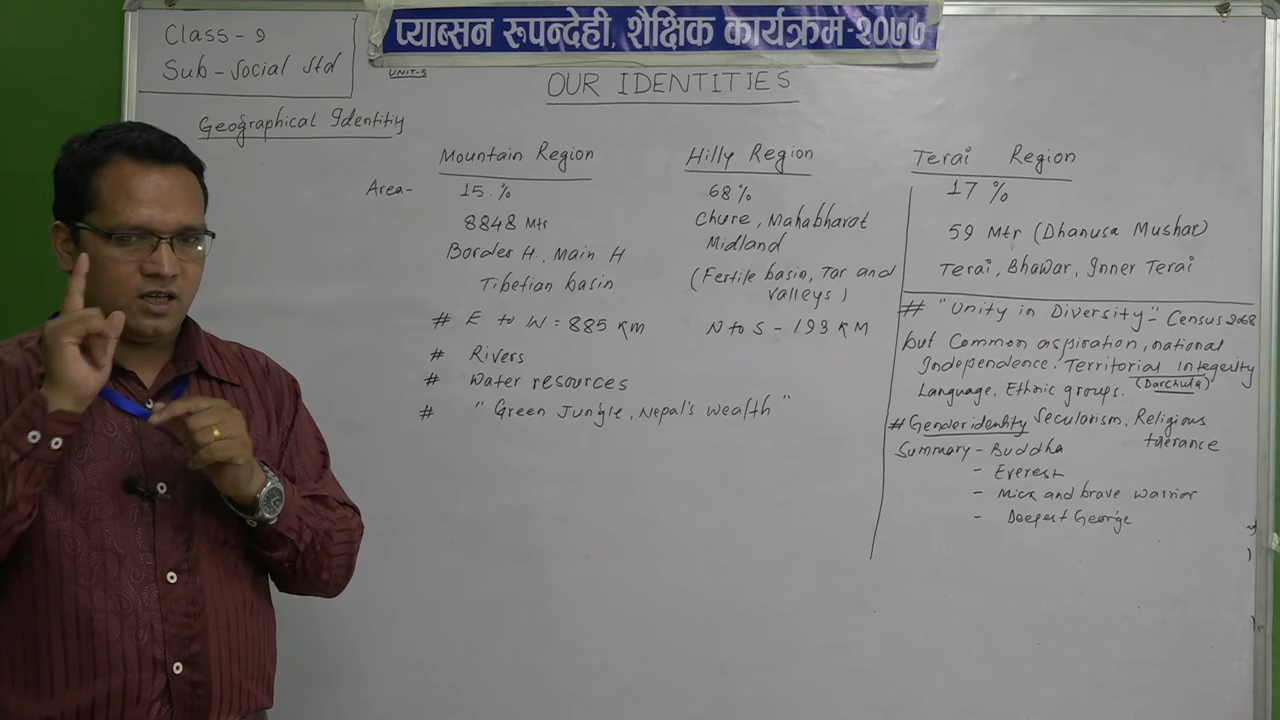 प्याब्सन रुपन्देही, शैक्षिक कार्यक्रम-२०७७
Class - 9
Sub - Social Std
UNIT-5
OUR IDENTITIES
Geographical Identity
Mountain Region
Area- 15 %
8848 Mtr
Border H, Main H
Tibetian basin
# E to W = 885 KM
# Rivers
# Water resources
# " Green Jungle, Nepal's wealth "
Hilly Region
68%
Chure, Mahabharat
Midland
(Fertile basin, Tar and
valleys)
N to S - 193 KM
Terai Region
17 %
59 Mtr (Dhanusa Mushar)
Terai, Bhawar, Inner Terai
# "Unity in Diversity" - Census 2068
but Common aspiration, national
Independence. Territorial Integrity
Language, Ethnic groups. (Darchula)
# Gender identity Secularism, Religious
tolerance
Summary - Buddha
- Everest
- Nice and brave warrior
- Deepest George